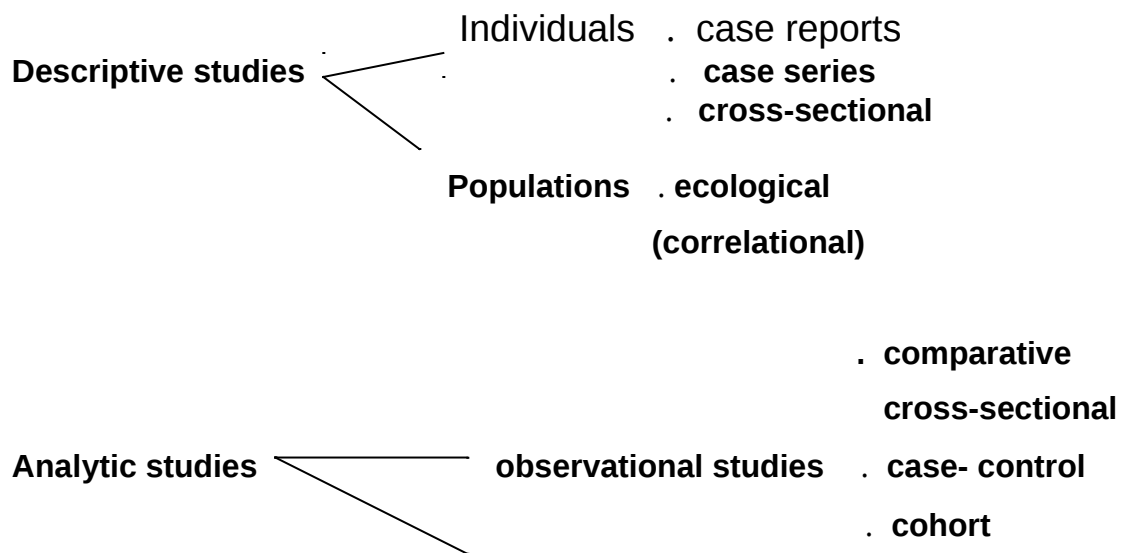 Individuals . case reports
Descriptive studies . case series
. cross-sectional
Populations . ecological
(correlational)
. comparative
cross-sectional
Analytic studies observational studies . case- control
. cohort